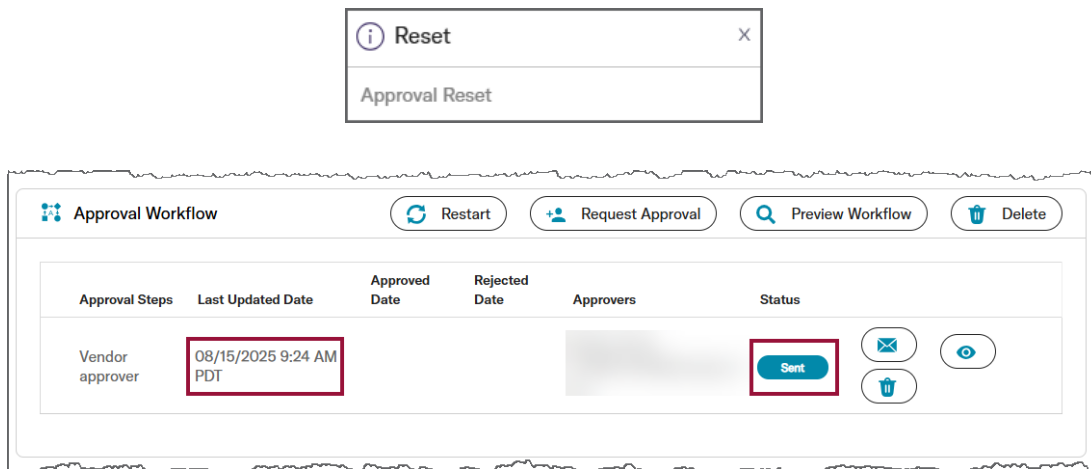 Reset
X
Approval Reset
Approval Workflow
Restart
Request Approval
Preview Workflow
Delete
Approval Steps
Last Updated Date
Approved
Date
Rejected
Date
Approvers
Status
Vendor
approver
08/15/2025 9:24 AM
PDT
Sent